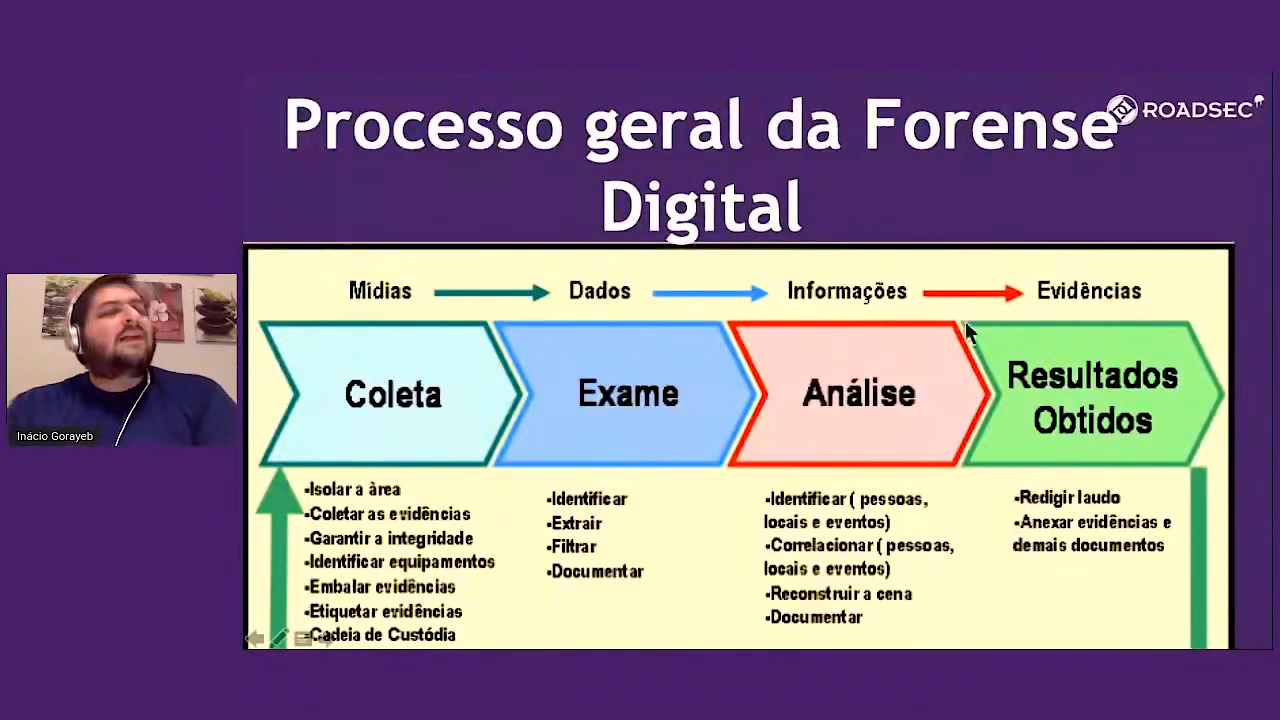 Processo geral da Forense
Digital
ROADSEC
Mídias
Dados
Informações
Evidências
Coleta
Exame
Análise
Resultados
Obtidos
-Isolar a àrea
-Coletar as evidências
-Garantir a integridade
-Identificar equipamentos
-Embalar evidências
-Etiquetar evidências
-Cadeia de Custódia
-Identificar
-Extrair
-Filtrar
-Documentar
-Identificar ( pessoas,
locais e eventos)
-Correlacionar ( pessoas,
locais e eventos)
-Reconstruir a cena
-Documentar
-Redigir laudo
-Anexar evidências e
demais documentos
Inácio Gorayeb